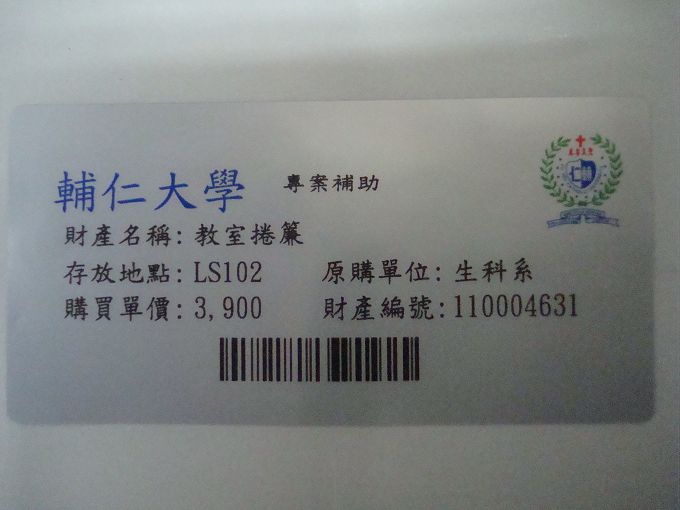 輔仁大學 專案補助
財產名稱: 教室捲簾
存放地點: LS102 原購單位: 生科系
購買單價: 3,900 財產編號: 110004631